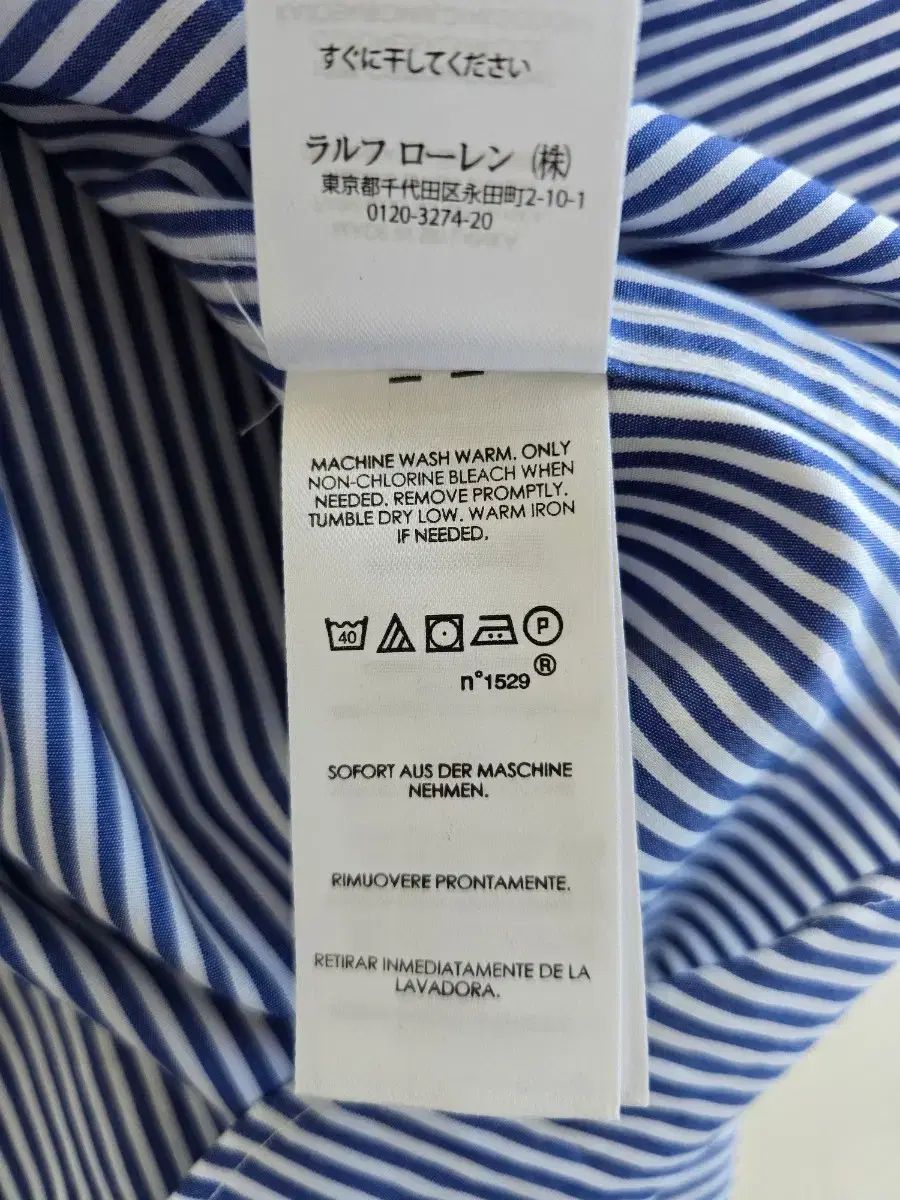 すぐに干してください
ラルフ ローレン (株)
東京都千代田区永田町2-10-1
0120-3274-20
MACHINE WASH WARM. ONLY
NON-CHLORINE BLEACH WHEN
NEEDED. REMOVE PROMPTLY.
TUMBLE DRY LOW. WARM IRON
IF NEEDED.
40 P
n°1529 ®
SOFORT AUS DER MASCHINE
NEHMEN.
RIMUOVERE PRONTAMENTE.
RETIRAR INMEDIATAMENTE DE LA
LAVADORA.